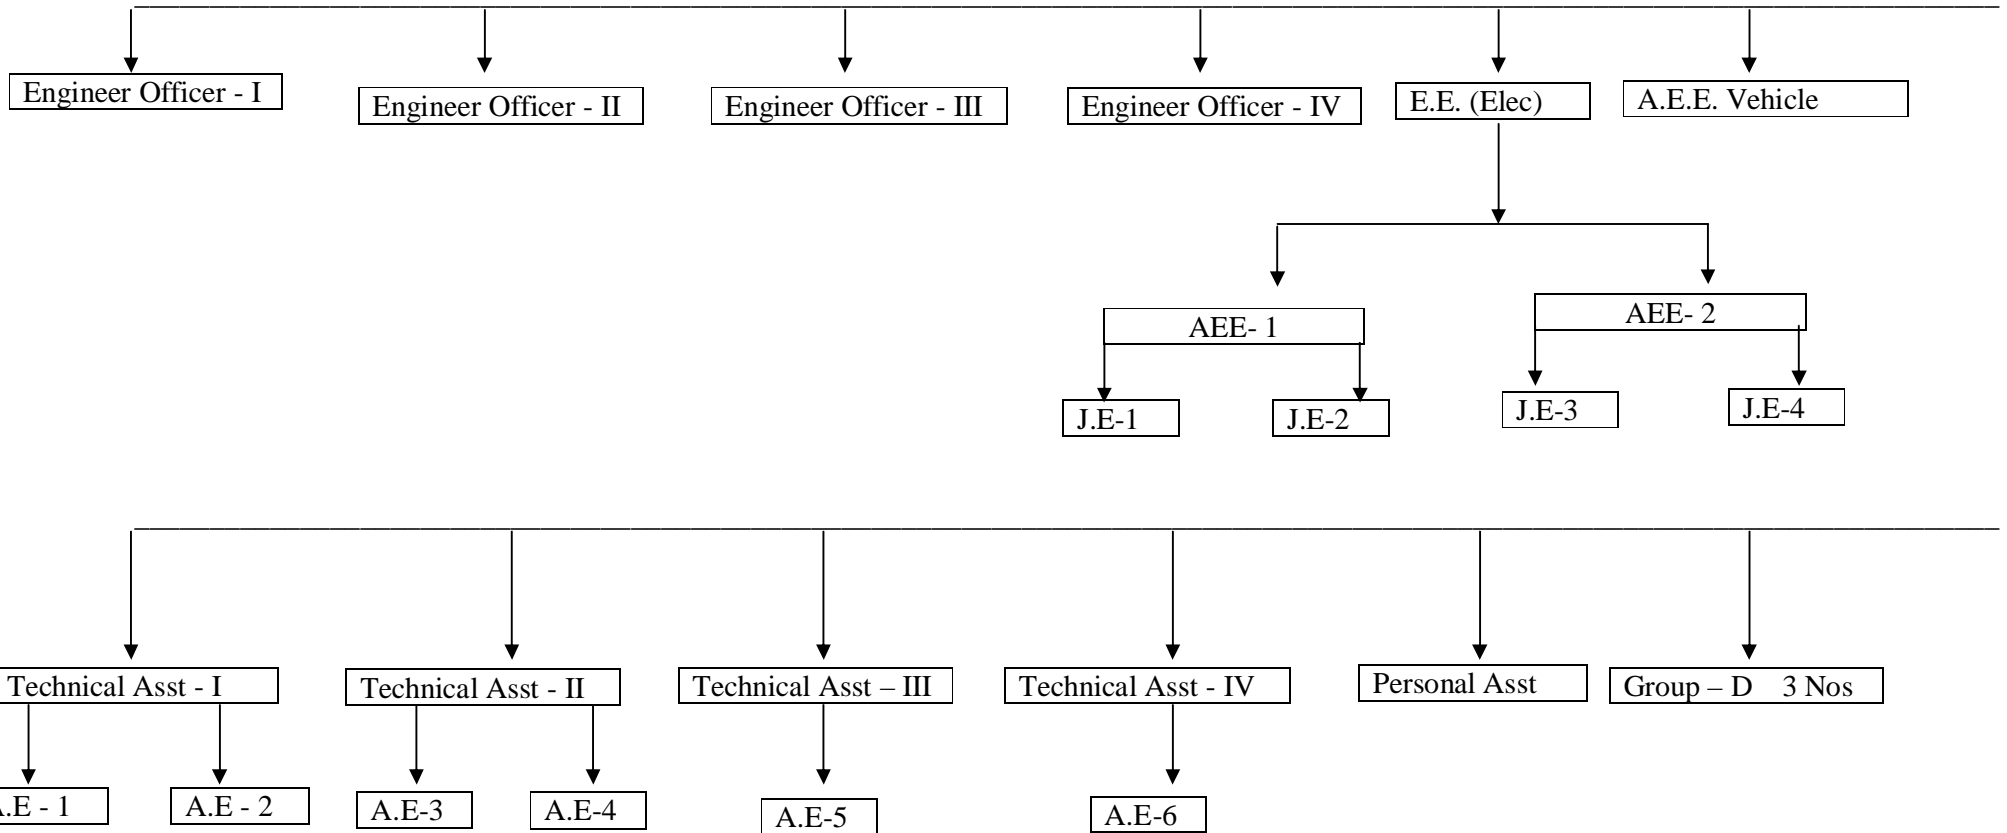 Engineer Officer - I
Engineer Officer - II
Engineer Officer - III
Engineer Officer - IV
E.E. (Elec)
A.E.E. Vehicle
AEE- 1
AEE- 2
J.E-1
J.E-2
J.E-3
J.E-4
Technical Asst - I
Technical Asst - II
Technical Asst – III
Technical Asst - IV
Personal Asst
Group – D 3 Nos
.E - 1
A.E - 2
A.E-3
A.E-4
A.E-5
A.E-6